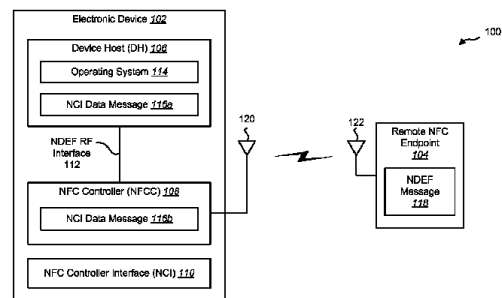 100
Electronic Device 102
Device Host (DH) 106
Operating System 114
NCI Data Message 116a
NDEF RF
Interface
112
NFC Controller (NFCC) 108
NCI Data Message 116b
NFC Controller Interface (NCI) 110
120
122
Remote NFC
Endpoint
104
NDEF
Message
118